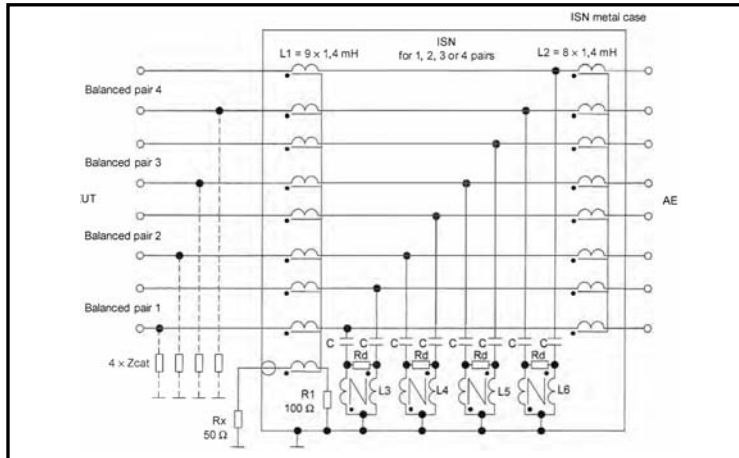 ISN metal case
ISN
for 1, 2, 3 or 4 pairs
L1 = 9 × 1,4 mH
L2 = 8 × 1,4 mH
Balanced pair 4
Balanced pair 3
:UT
AE
Balanced pair 2
Balanced pair 1
C C C C C C C C
4 × Zcat
Rd Rd Rd Rd
L3 L4 L5 L6
R1
100 Ω
Rx
50 Ω